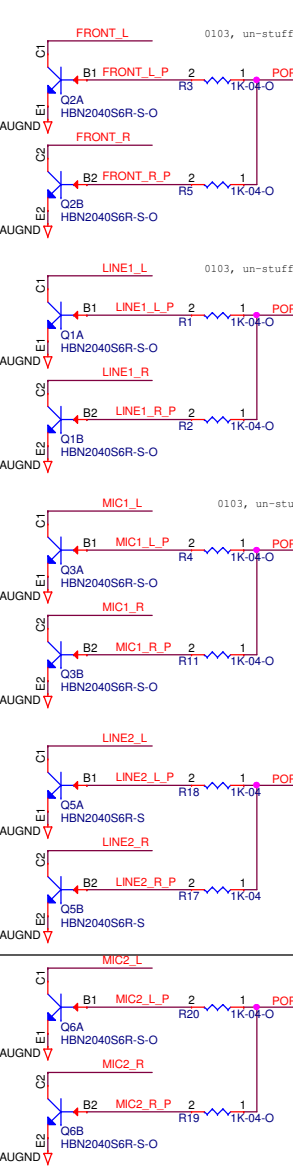 FRONT_L
0103, un-stuff
C1
B1 FRONT_L_P 2 1 POP
R3 1K-04-O
E1
Q2A
HBN2040S6R-S-O
AUGND
FRONT_R
C2
B2 FRONT_R_P 2 1
R5 1K-04-O
E2
Q2B
HBN2040S6R-S-O
AUGND
LINE1_L
0103, un-stuff
C1
B1 LINE1_L_P 2 1 POP
R1 1K-04-O
E1
Q1A
HBN2040S6R-S-O
AUGND
LINE1_R
C2
B2 LINE1_R_P 2 1
R2 1K-04-O
E2
Q1B
HBN2040S6R-S-O
AUGND
MIC1_L
0103, un-stu
C1
B1 MIC1_L_P 2 1 POP
R4 1K-04-O
E1
Q3A
HBN2040S6R-S-O
AUGND
MIC1_R
C2
B2 MIC1_R_P 2 1
R11 1K-04-O
E2
Q3B
HBN2040S6R-S-O
AUGND
LINE2_L
C1
B1 LINE2_L_P 2 1 POP
R18 1K-04
E1
Q5A
HBN2040S6R-S
AUGND
LINE2_R
C2
B2 LINE2_R_P 2 1
R17 1K-04
E2
Q5B
HBN2040S6R-S
AUGND
MIC2_L
C1
B1 MIC2_L_P 2 1 POP
R20 1K-04-O
E1
Q6A
HBN2040S6R-S-O
AUGND
MIC2_R
C2
B2 MIC2_R_P 2 1
R19 1K-04-O
E2
Q6B
HBN2040S6R-S-O
AUGND